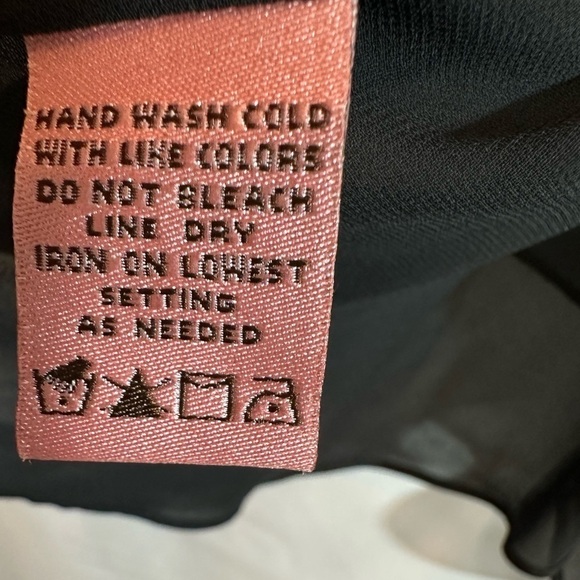 HAND WASH COLD
WITH LIKE COLORS
DO NOT BLEACH
LINE DRY
IRON ON LOWEST
SETTING
AS NEEDED